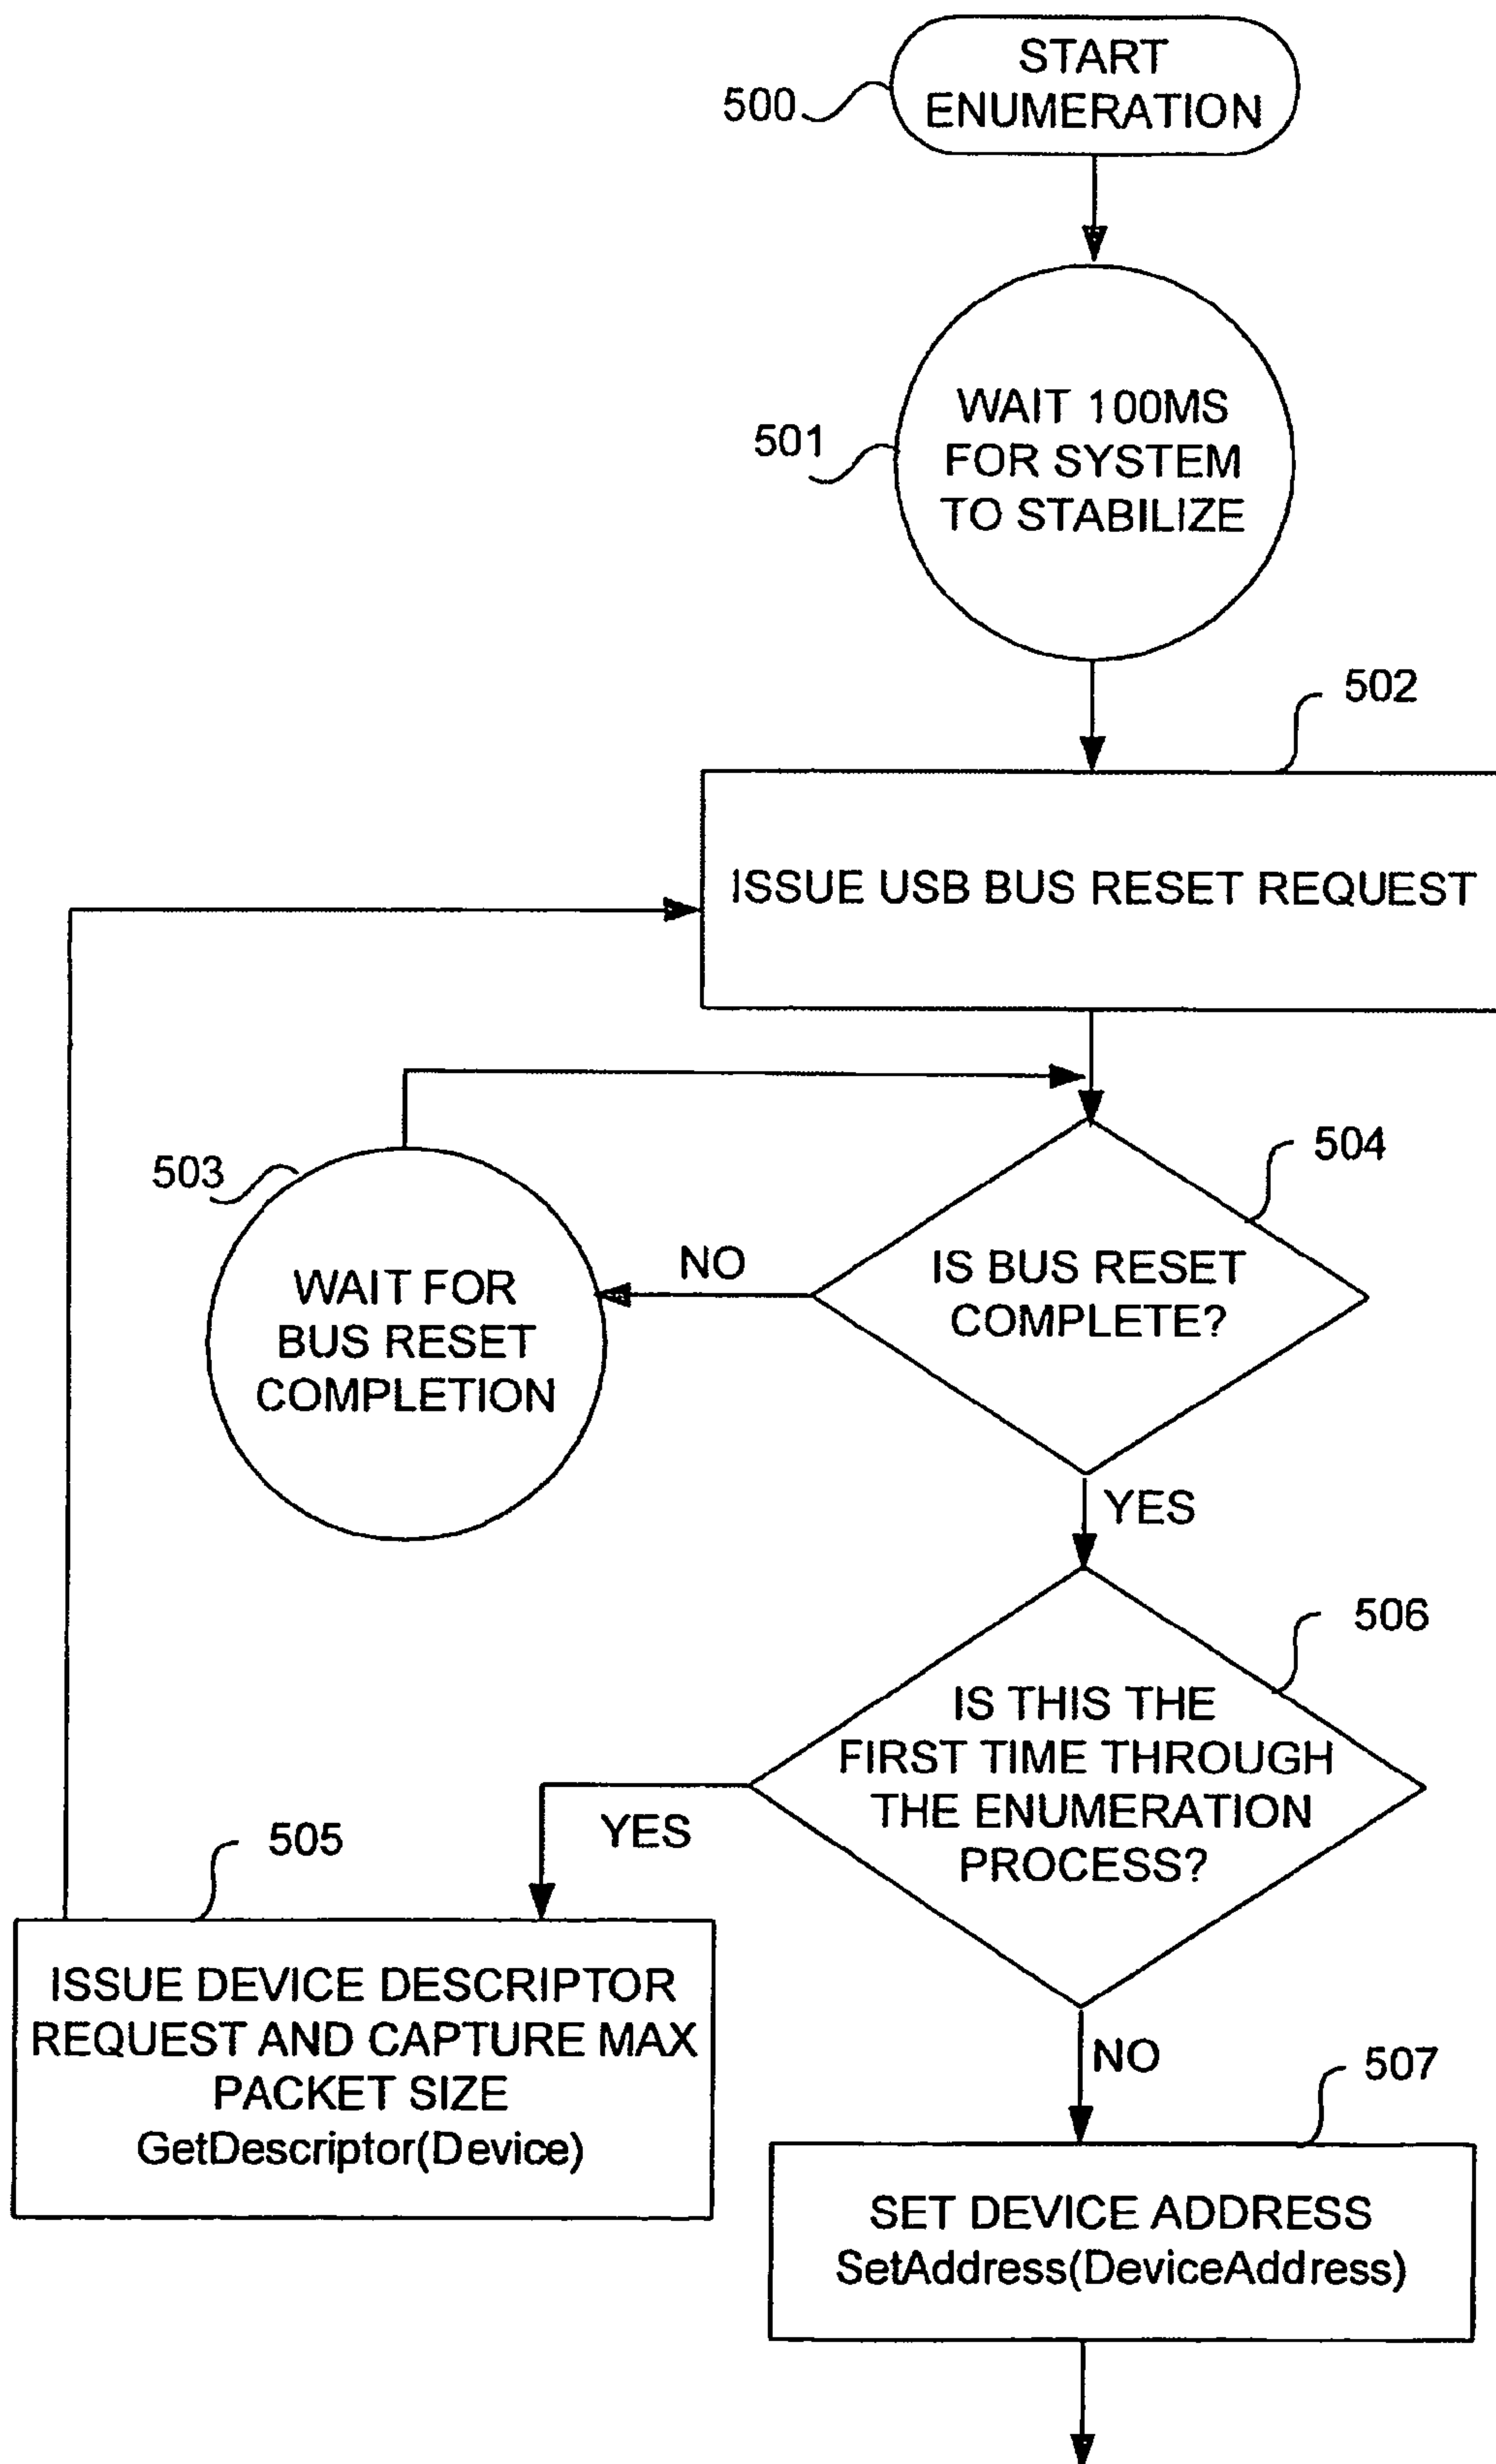 START
ENUMERATION
500
WAIT 100MS
FOR SYSTEM
TO STABILIZE
501
502
ISSUE USB BUS RESET REQUEST
503
504
WAIT FOR
BUS RESET
COMPLETION
NO
IS BUS RESET
COMPLETE?
YES
506
IS THIS THE
FIRST TIME THROUGH
THE ENUMERATION
PROCESS?
YES
505
ISSUE DEVICE DESCRIPTOR
REQUEST AND CAPTURE MAX
PACKET SIZE
GetDescriptor(Device)
NO
507
SET DEVICE ADDRESS
SetAddress(DeviceAddress)